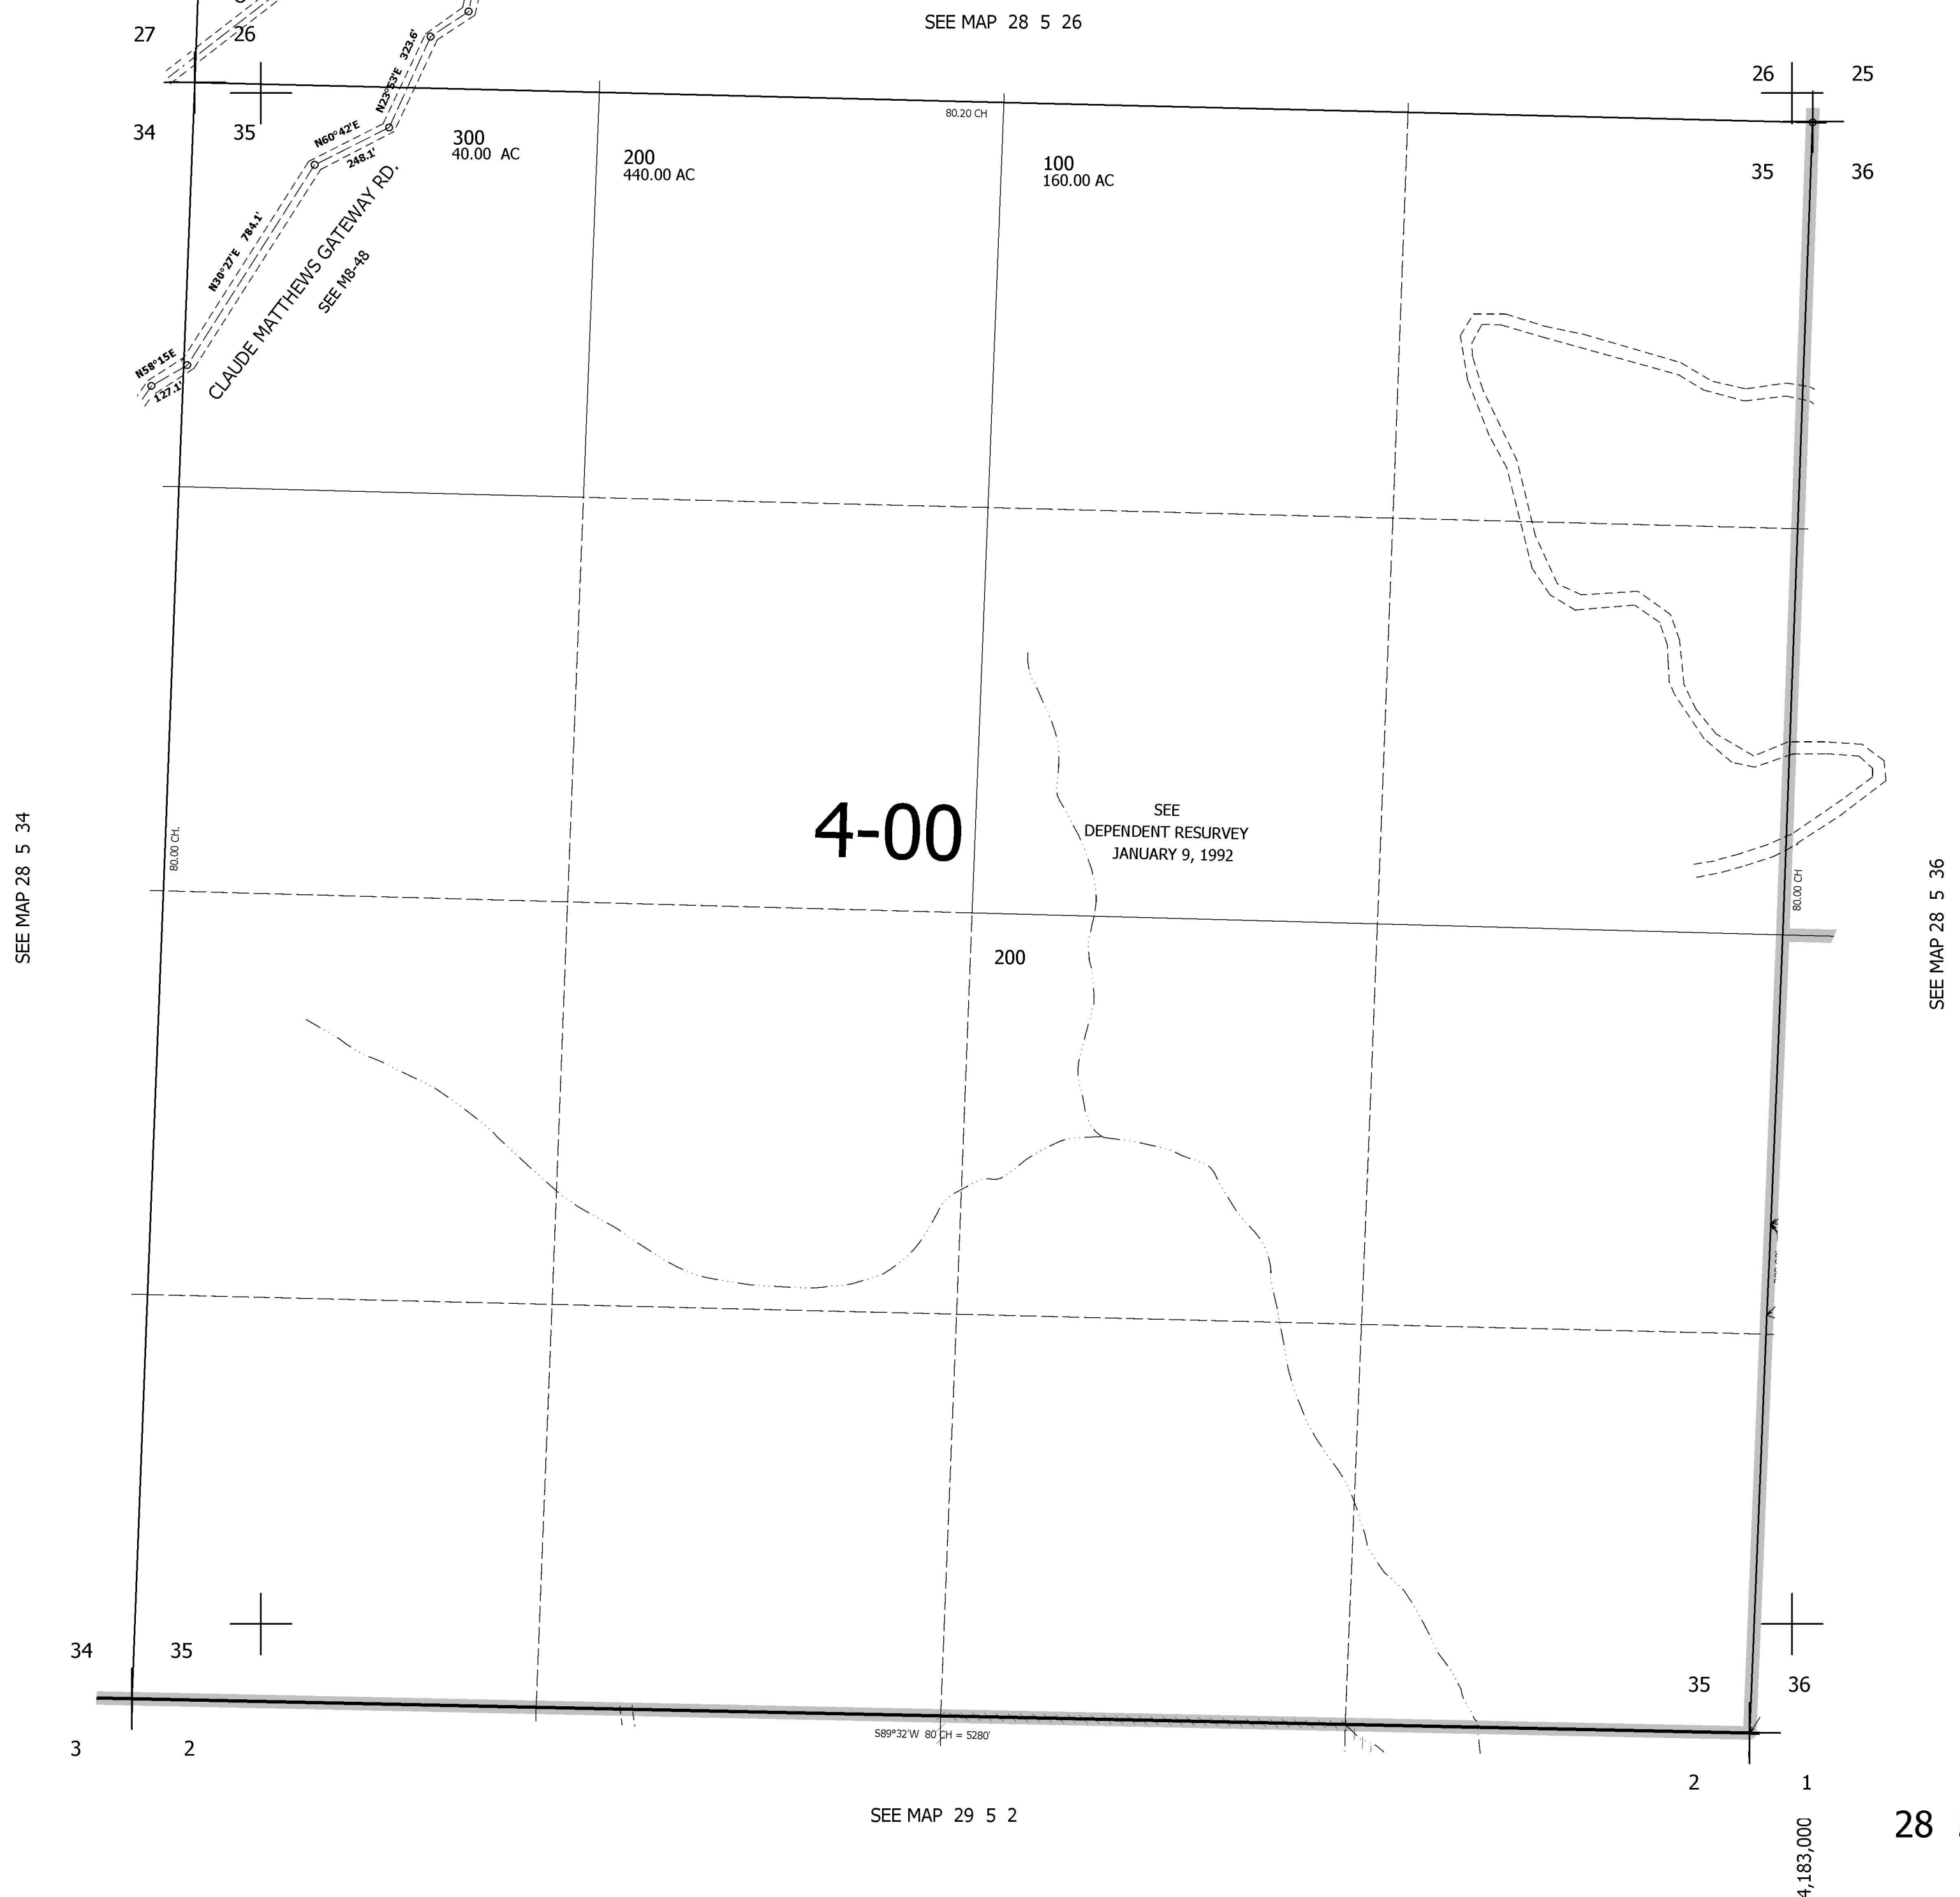 SEE MAP 28 5 26
27 26
26 25
34 35
35 36
N23°53'E 323.6'
N60°42'E
248.1'
300
40.00 AC
200
440.00 AC
80.20 CH
100
160.00 AC
N30°27'E 784.1'
CLAUDE MATTHEWS GATEWAY RD.
SEE M8-48
N58°15E
127.1'
SEE MAP 28 5 34
80.00 CH.
4-00
SEE
DEPENDENT RESURVEY
JANUARY 9, 1992
80.00 CH
SEE MAP 28 5 36
200
34 35
35 36
S89°32'W 80 CH = 5280'
3 2
2 1
SEE MAP 29 5 2
28
4,183,000